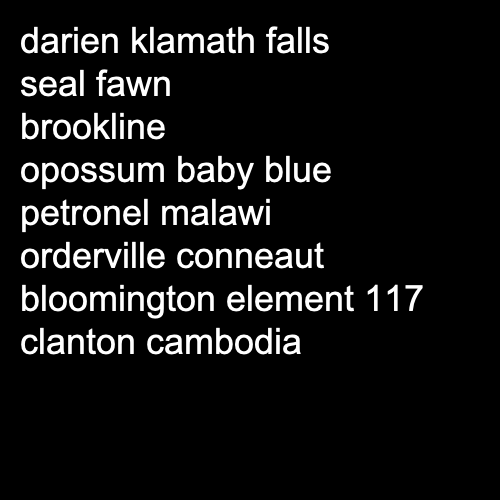 darien klamath falls
seal fawn
brookline
opossum baby blue
petronel malawi
orderville conneaut
bloomington element 117
clanton cambodia